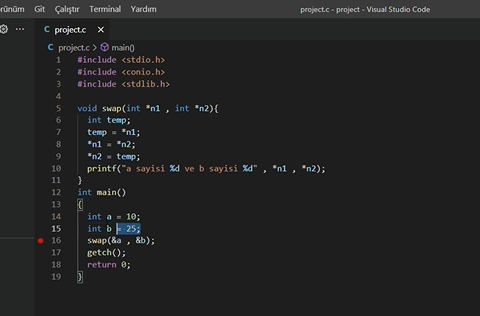 örünüm Git Çalıştır Terminal Yardım project.c - project - Visual Studio Code
C project.c ×
C project.c > main()
1 #include <stdio.h>
2 #include <conio.h>
3 #include <stdlib.h>
4
5 void swap(int *n1 , int *n2){
6 int temp;
7 temp = *n1;
8 *n1 = *n2;
9 *n2 = temp;
10 printf("a sayisi %d ve b sayisi %d" , *n1 , *n2);
11 }
12 int main()
13 {
14 int a = 10;
15 int b = 25;
16 swap(&a , &b);
17 getch();
18 return 0;
19 }